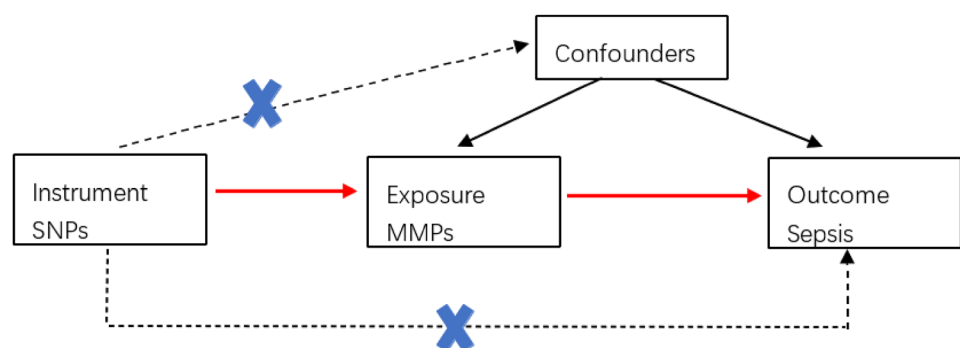 Confounders
Instrument
SNPs
Exposure
MMPs
Outcome
Sepsis